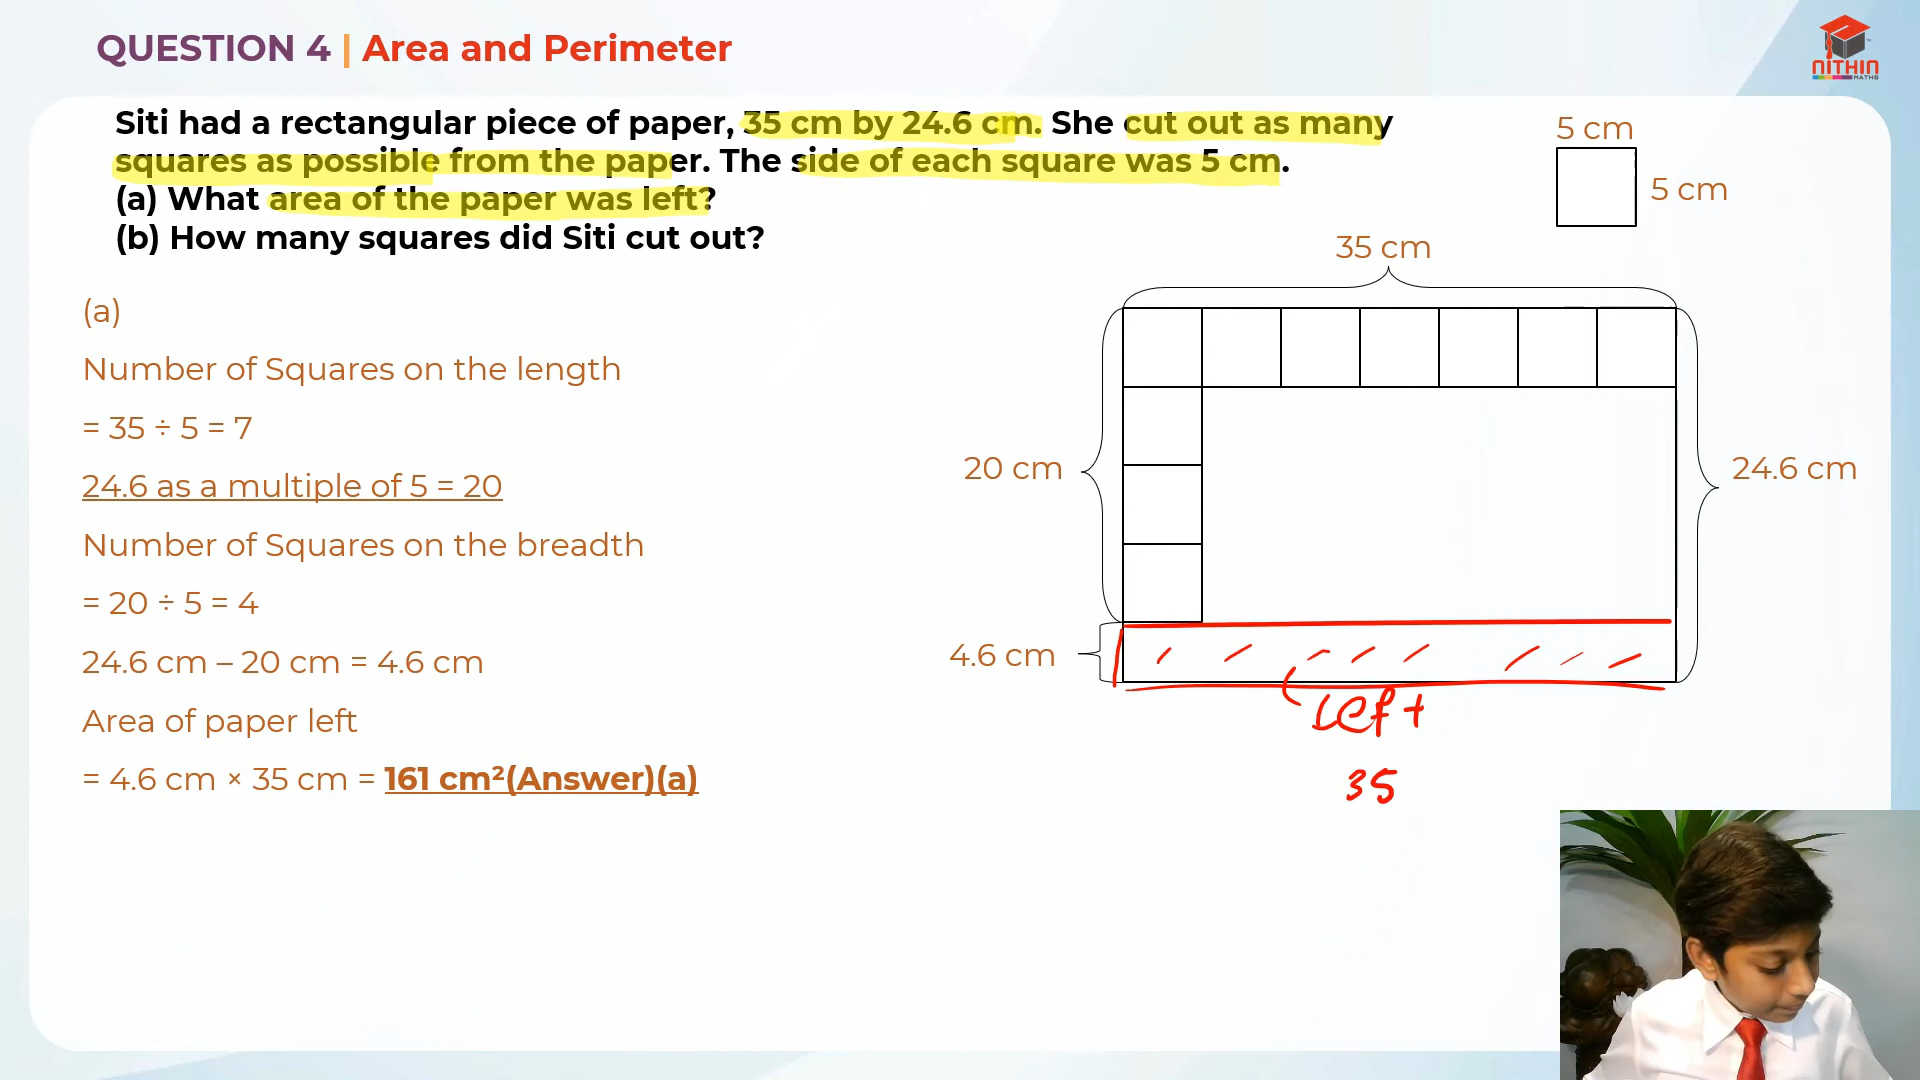 QUESTION 4 | Area and Perimeter
NITHIN
MATHS
Siti had a rectangular piece of paper, 35 cm by 24.6 cm. She cut out as many
squares as possible from the paper. The side of each square was 5 cm.
(a) What area of the paper was left?
(b) How many squares did Siti cut out?
5 cm
5 cm
35 cm
20 cm
24.6 cm
4.6 cm
Left
35
(a)
Number of Squares on the length
= 35 ÷ 5 = 7
24.6 as a multiple of 5 = 20
Number of Squares on the breadth
= 20 ÷ 5 = 4
24.6 cm – 20 cm = 4.6 cm
Area of paper left
= 4.6 cm × 35 cm = 161 cm²(Answer)(a)